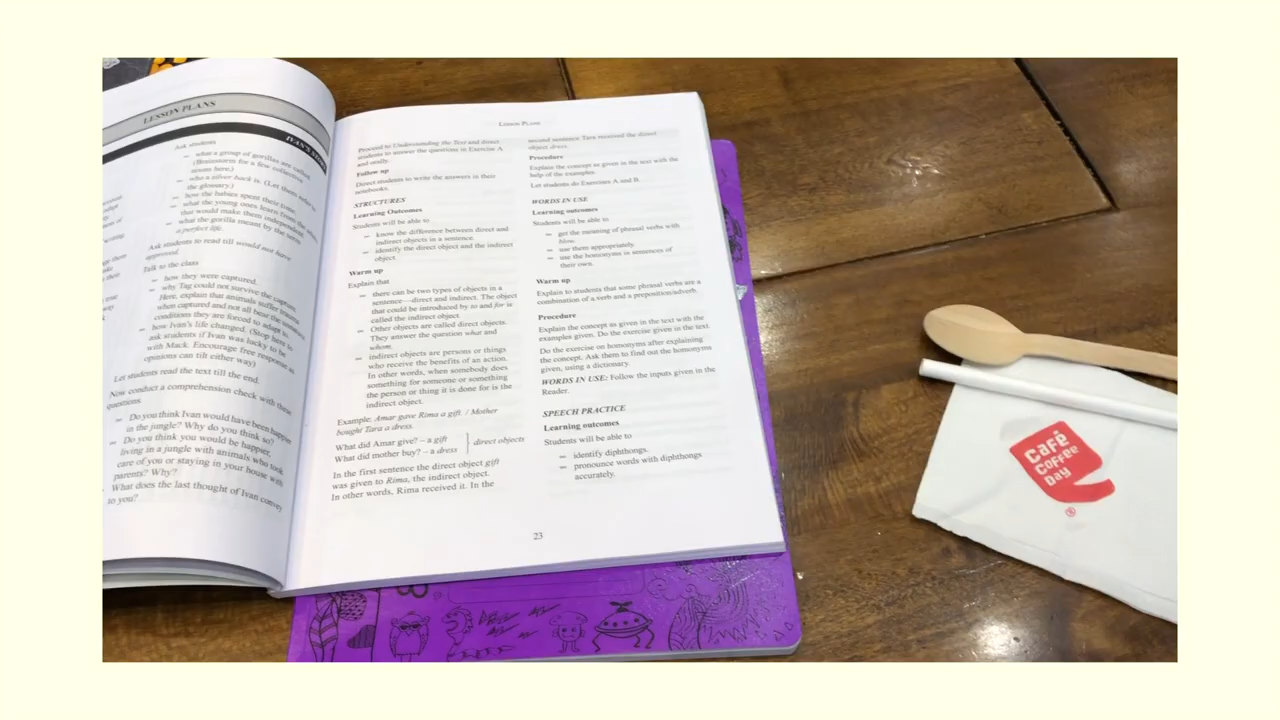 LESSON PLANS
IVAN'S
Ask students
— what a group of gorillas are called.
(Brainstorm for a few collective
nouns here.)
— who a silver back is. (Let them refer to
the glossary.)
— how the babies spent their time.
— what the young ones learn from the
that would make them independent
— what the gorilla meant by the term
a perfect life.
Ask students to read till would not have
approved.
Talk to the class
— how they were captured.
— why Tag could not survive the capture.
Here, explain that animals suffer trauma
when captured and not all bear the
conditions they are forced to adapt to.
— how Ivan's life changed. (Stop here to
ask students if Ivan was lucky to be
with Mack. Encourage free response as
opinions can tilt either way)
Let students read the text till the end.
Now conduct a comprehension check with these
questions.
— Do you think Ivan would have been happier
in the jungle? Why do you think so?
— Do you think you would be happier,
living in a jungle with animals who took
care of you or staying in your house with
parents? Why?
What does the last thought of Ivan convey
to you?
LESSON PLANS
Proceed to Understanding the Text and direct
students to answer the questions in Exercise A
and orally.
Follow up
Direct students to write the answers in their
notebooks.
STRUCTURES
Learning Outcomes
Students will be able to
— know the difference between direct and
indirect objects in a sentence.
— identify the direct object and the indirect
object.
Warm up
Explain that
— there can be two types of objects in a
sentence—direct and indirect. The object
that could be introduced by to and for is
called the indirect object.
— Other objects are called direct objects.
They answer the question what and
whom.
— indirect objects are persons or things
who receive the benefits of an action.
In other words, when somebody does
something for someone or something
the person or thing it is done for is the
indirect object.
Example: Amar gave Rima a gift. / Mother
bought Tara a dress.
What did Amar give? – a gift
What did mother buy? – a dress
direct objects
In the first sentence the direct object gift
was given to Rima, the indirect object.
In other words, Rima received it. In the
second sentence Tara received the direct
object dress.
Procedure
Explain the concept as given in the text with the
help of the examples.
Let students do Exercises A and B.
WORDS IN USE
Learning outcomes
Students will be able to
— get the meaning of phrasal verbs with
blow.
— use them appropriately.
— use the homonyms in sentences of
their own.
Warm up
Explain to students that some phrasal verbs are a
combination of a verb and a preposition/adverb.
Procedure
Explain the concept as given in the text with the
examples given. Do the exercise given in the text.
Do the exercise on homonyms after explaining
the concept. Ask them to find out the homonyms
given, using a dictionary.
WORDS IN USE: Follow the inputs given in the
Reader.
SPEECH PRACTICE
Learning outcomes
Students will be able to
— identify diphthongs.
— pronounce words with diphthongs
accurately.
23
Café
Coffee
Day
®